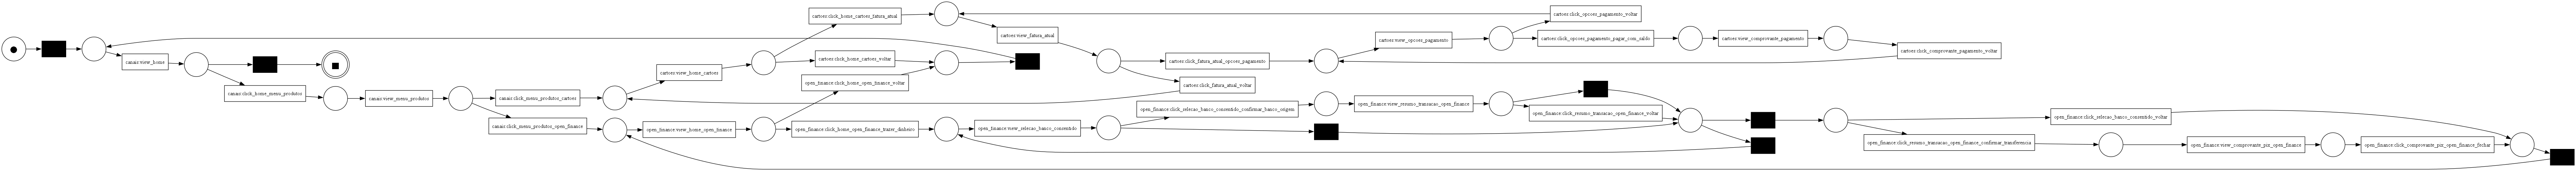 cartoes:click_home_cartoes_fatura_atual
cartoes:click_opcoes_pagamento_voltar
cartoes:view_fatura_atual
cartoes:view_opcoes_pagamento
cartoes:click_opcoes_pagamento_pagar_com_saldo
cartoes:view_comprovante_pagamento
cartoes:click_comprovante_pagamento_voltar
canais:view_home
cartoes:click_home_cartoes_voltar
cartoes:click_fatura_atual_opcoes_pagamento
cartoes:view_home_cartoes
open_finance:click_home_open_finance_voltar
cartoes:click_fatura_atual_voltar
canais:click_home_menu_produtos
canais:view_menu_produtos
canais:click_menu_produtos_cartoes
open_finance:click_selecao_banco_consentido_confirmar_banco_origem
open_finance:view_resumo_transacao_open_finance
open_finance:click_resumo_transacao_open_finance_voltar
open_finance:click_selecao_banco_consentido_voltar
canais:click_menu_produtos_open_finance
open_finance:view_home_open_finance
open_finance:click_home_open_finance_trazer_dinheiro
open_finance:view_selecao_banco_consentido
open_finance:click_resumo_transacao_open_finance_confirmar_transferencia
open_finance:view_comprovante_pix_open_finance
open_finance:click_comprovante_pix_open_finance_fechar